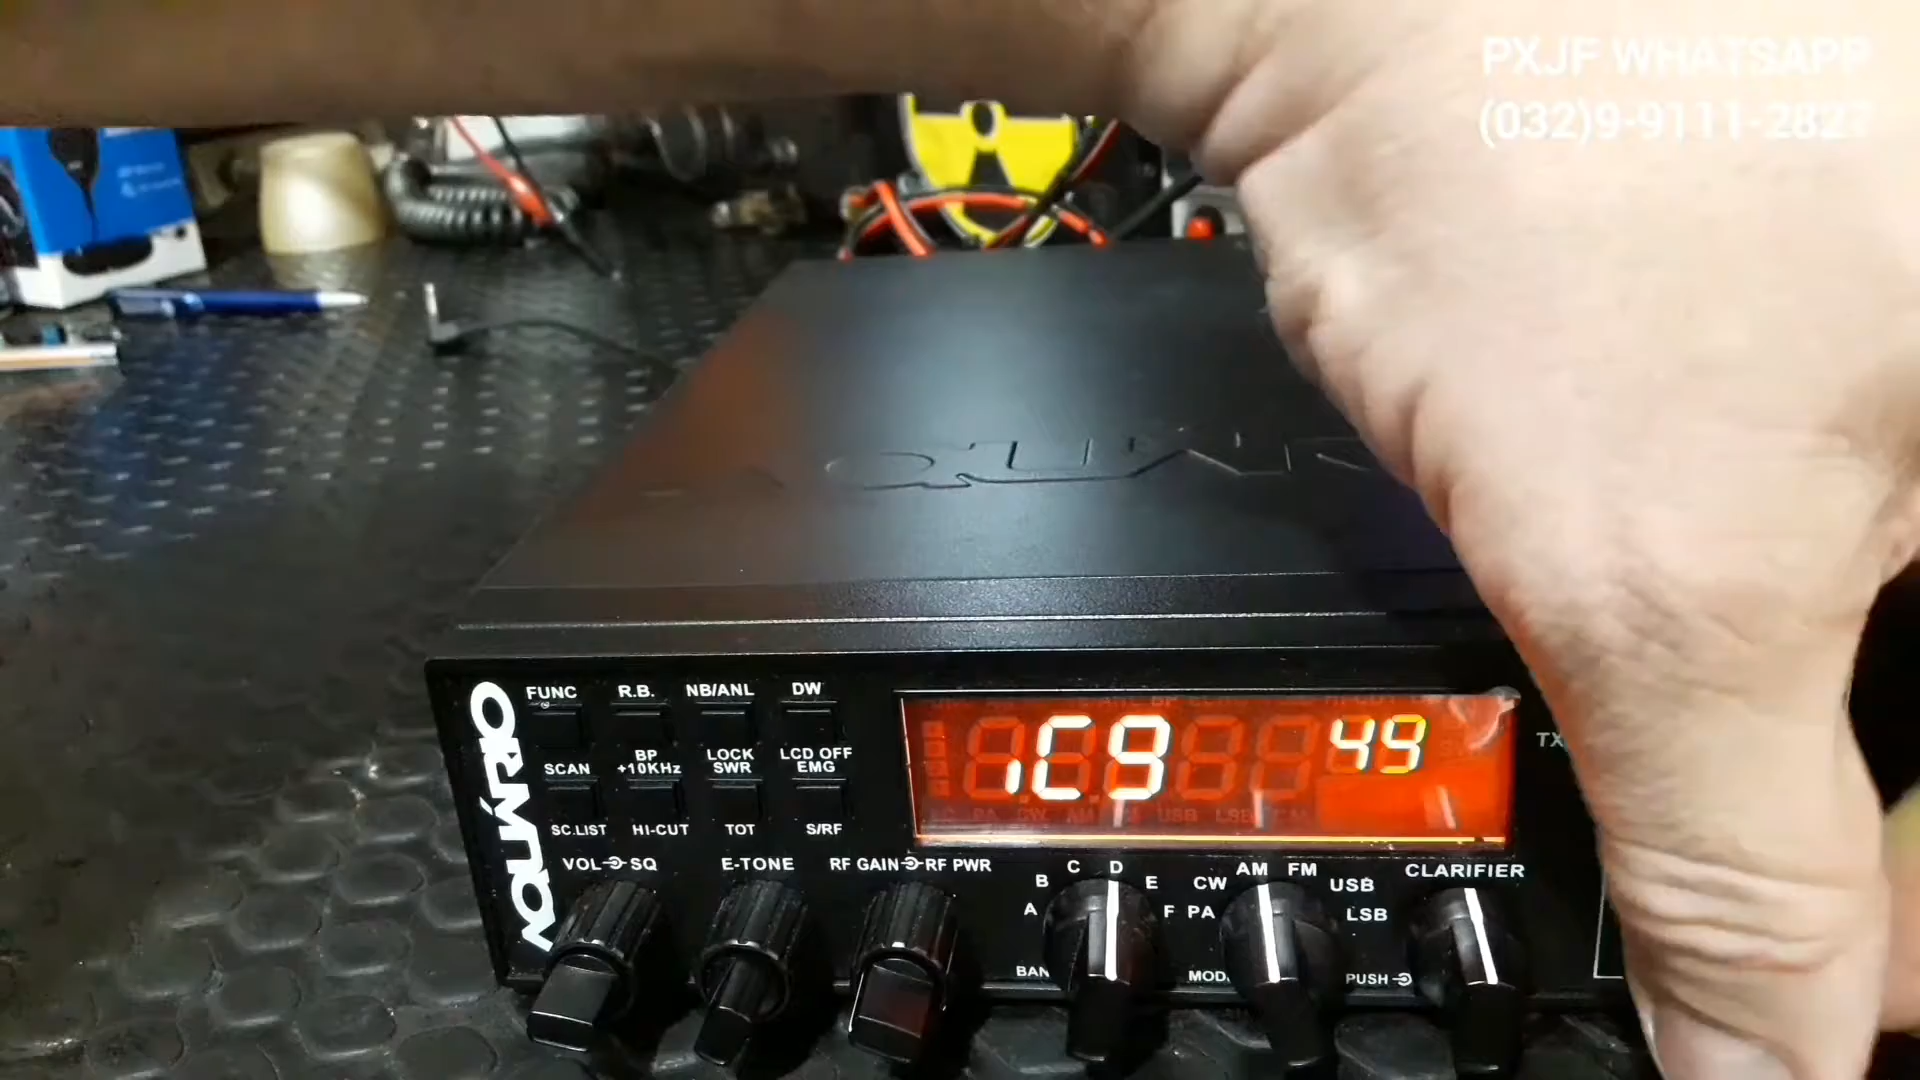 PXJF WHATSAPP
(032)9-9111-2827
FUNC R.B. NB/ANL DW
SCAN BP +10KHz LOCK SWR LCD OFF EMG
SC.LIST HI-CUT TOT S/RF
VOL SQ E-TONE RF GAIN RF PWR
iC9 49
TX
A B C D E F
PA CW AM FM USB LSB
CLARIFIER
PUSH